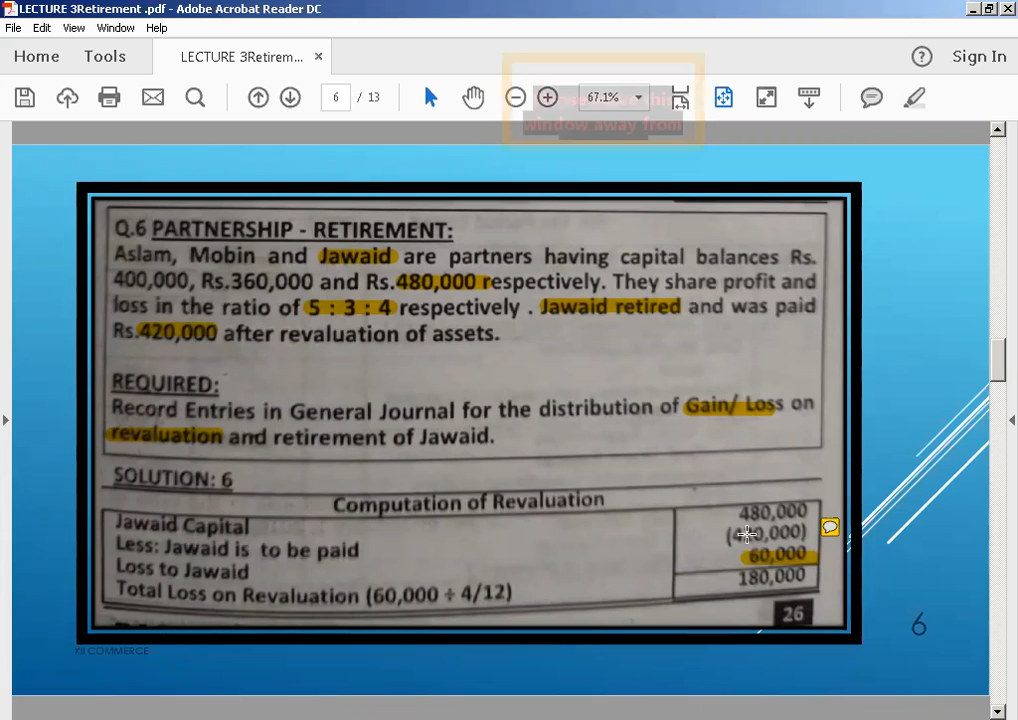 LECTURE 3Retirement .pdf - Adobe Acrobat Reader DC
File Edit View Window Help
Home Tools LECTURE 3Retirem... × Sign In
6 / 13 67.1%
window away from
Q.6 PARTNERSHIP - RETIREMENT:
Aslam, Mobin and Jawaid are partners having capital balances Rs.
400,000, Rs.360,000 and Rs.480,000 respectively. They share profit and
loss in the ratio of 5 : 3 : 4 respectively . Jawaid retired and was paid
Rs.420,000 after revaluation of assets.
REQUIRED:
Record Entries in General Journal for the distribution of Gain/ Loss on
revaluation and retirement of Jawaid.
SOLUTION: 6
Computation of Revaluation
Jawaid Capital 480,000
Less: Jawaid is to be paid (420,000)
Loss to Jawaid 60,000
Total Loss on Revaluation (60,000 ÷ 4/12) 180,000
26
XII COMMERCE
6